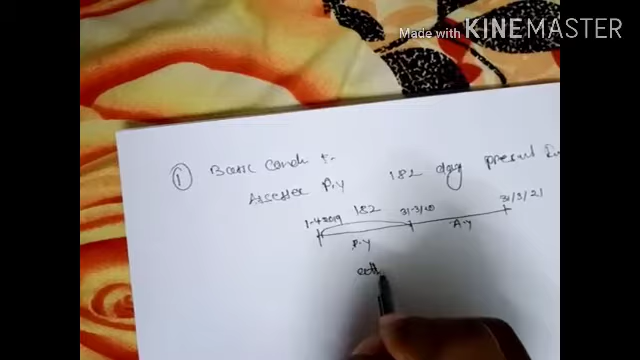 Made with KINEMASTER
① Basic Condi :-
Assessee P.Y 182 day present
1-4-2019 182 31-3/20 31/3/21
P.Y A.Y